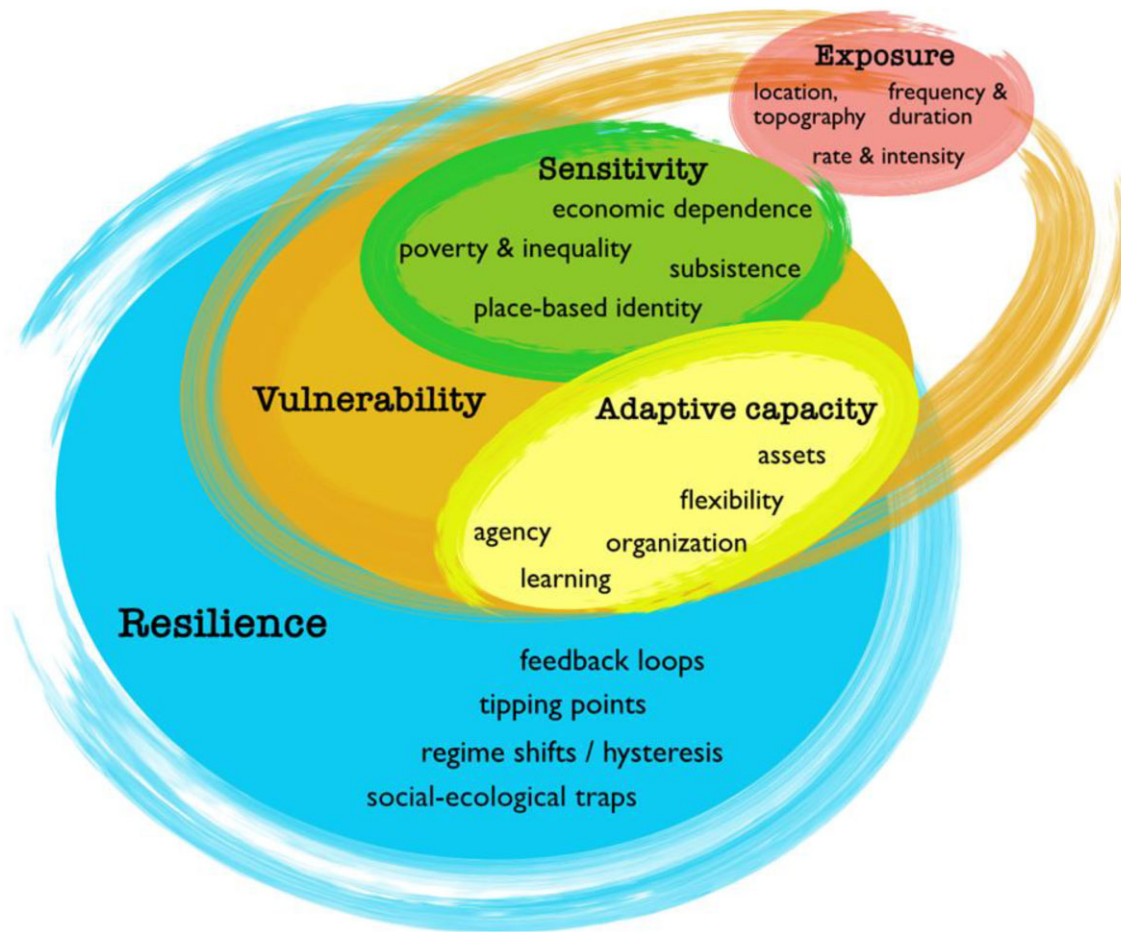 Exposure
location, frequency &
topography duration
rate & intensity
Sensitivity
economic dependence
poverty & inequality
subsistence
place-based identity
Vulnerability
Adaptive capacity
assets
flexibility
agency
organization
learning
Resilience
feedback loops
tipping points
regime shifts / hysteresis
social-ecological traps